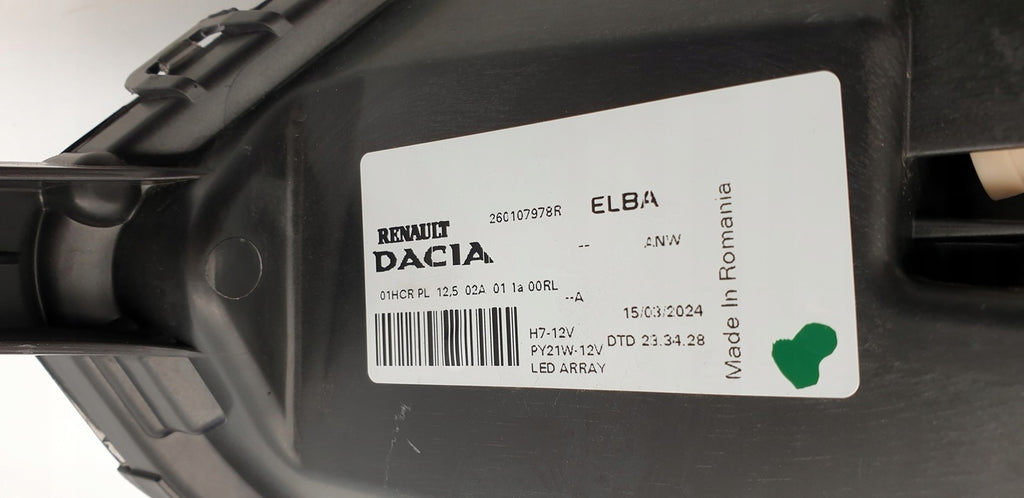 260107978R ELBA
RENAULT
DACIA
-- ANW
01HCR PL 12,5 02A 01 1a 00RL
--A
15/03/2024
H7-12V
PY21W-12V DTD 23.34.28
LED ARRAY
Made In Romania